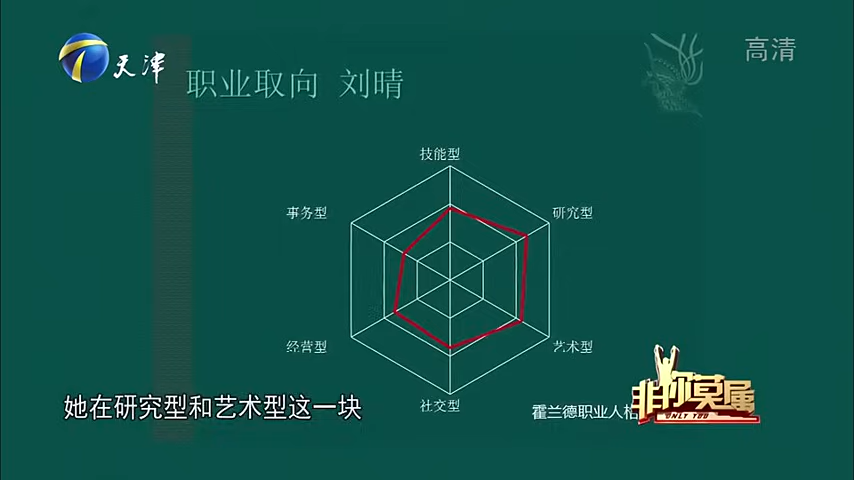 天津
高清
职业取向 刘晴
技能型
事务型
研究型
经营型
艺术型
社交型
她在研究型和艺术型这一块
霍兰德职业人格
非你莫属
ONLY YOU